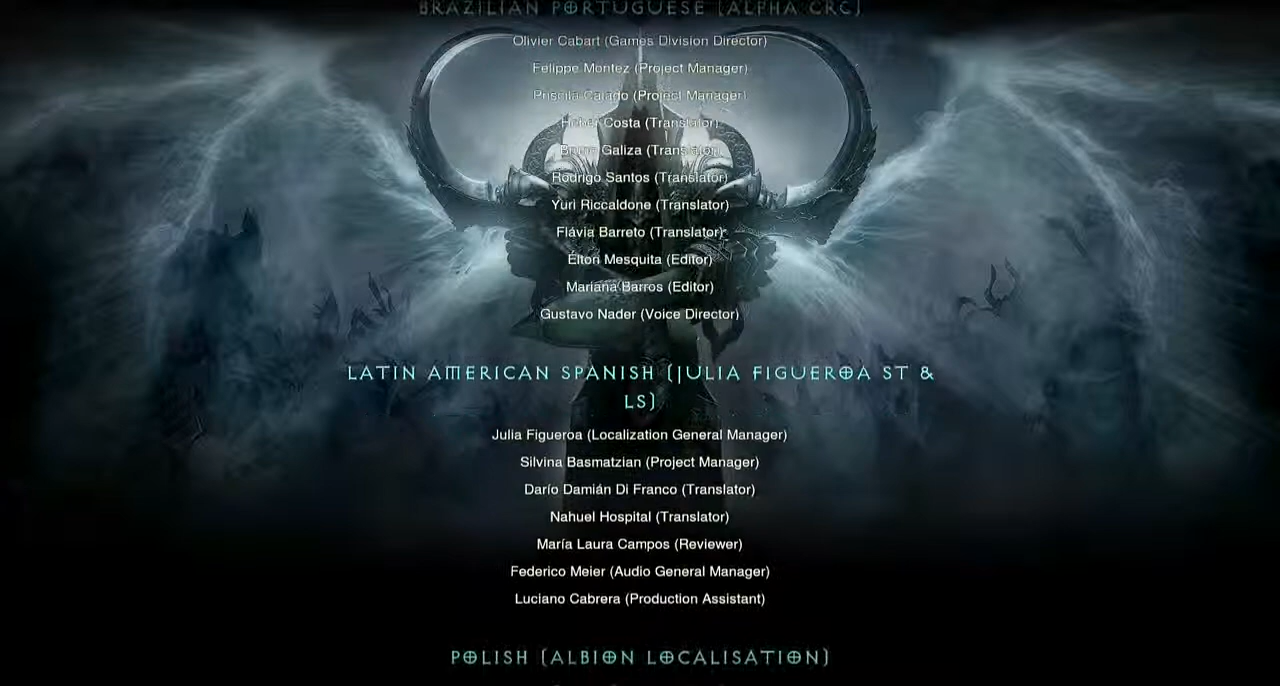 BRAZILIAN PORTUGUESE (ALPHA CRC)
Olivier Cabart (Games Division Director)
Felippe Montez (Project Manager)
Priscila Caiado (Project Manager)
Heber Costa (Translator)
Bruno Galiza (Translator)
Rodrigo Santos (Translator)
Yuri Riccaldone (Translator)
Flávia Barreto (Translator)
Élton Mesquita (Editor)
Mariana Barros (Editor)
Gustavo Nader (Voice Director)
LATIN AMERICAN SPANISH (JULIA FIGUEROA ST &
LS)
Julia Figueroa (Localization General Manager)
Silvina Basmatzian (Project Manager)
Darío Damián Di Franco (Translator)
Nahuel Hospital (Translator)
María Laura Campos (Reviewer)
Federico Meier (Audio General Manager)
Luciano Cabrera (Production Assistant)
POLISH (ALBION LOCALISATION)